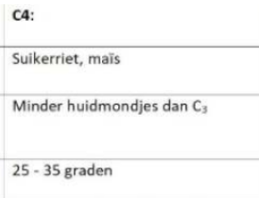 C4:
Suikerriet, maïs
Minder huidmondjes dan C₃
25 - 35 graden